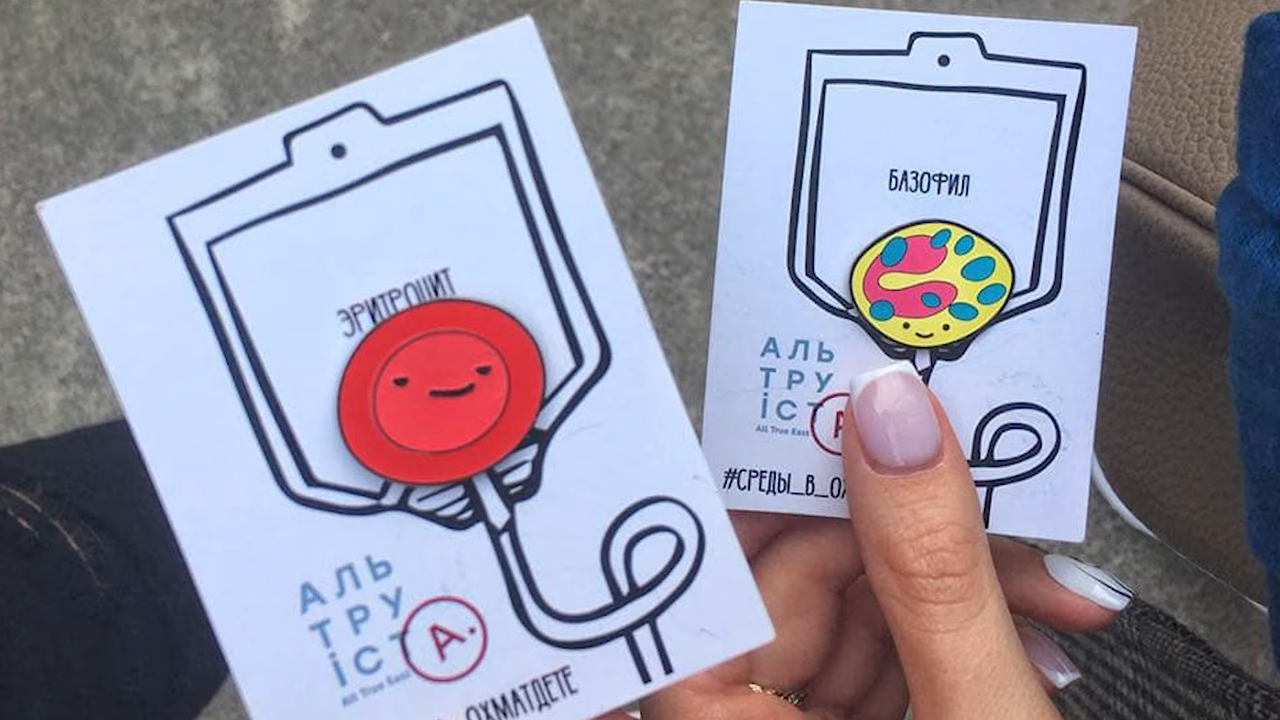 ЭРИТРОЦИТ
АЛЬ
ТРУ
іСТ
А.
All True East
ОХМАТДЕТЕ
БАЗОФИЛ
АЛЬ
ТРУ
іСТ
All True East
#СРЕДЫ_В_ОХ